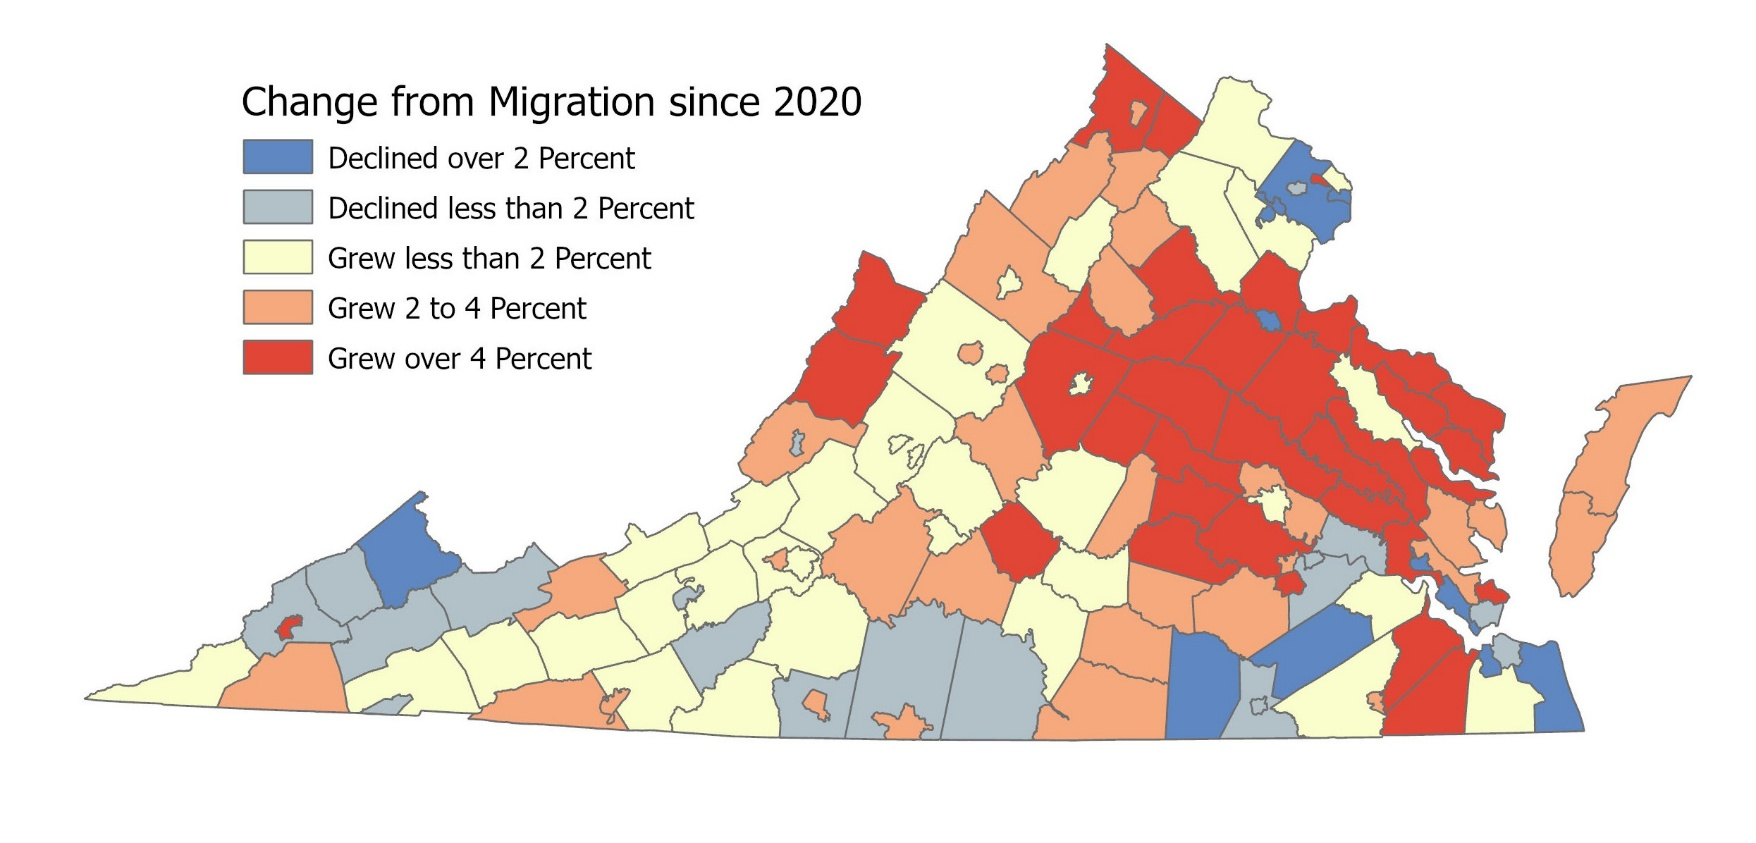 Change from Migration since 2020
Declined over 2 Percent
Declined less than 2 Percent
Grew less than 2 Percent
Grew 2 to 4 Percent
Grew over 4 Percent